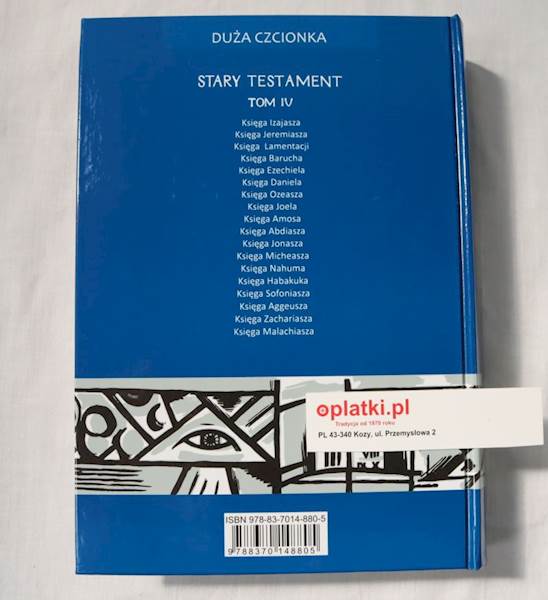 DUŻA CZCIONKA
STARY TESTAMENT
TOM IV
Księga Izajasza
Księga Jeremiasza
Księga Lamentacji
Księga Barucha
Księga Ezechiela
Księga Daniela
Księga Ozeasza
Księga Joela
Księga Amosa
Księga Abdiasza
Księga Jonasza
Księga Micheasza
Księga Nahuma
Księga Habakuka
Księga Sofoniasza
Księga Aggeusza
Księga Zachariasza
Księga Malachiasza
oplatki.pl
Tradycja od 1978 roku
PL 43-340 Kozy, ul. Przemysłowa 2
VIII
IX X
ISBN 978-83-7014-880-5
9788370148805